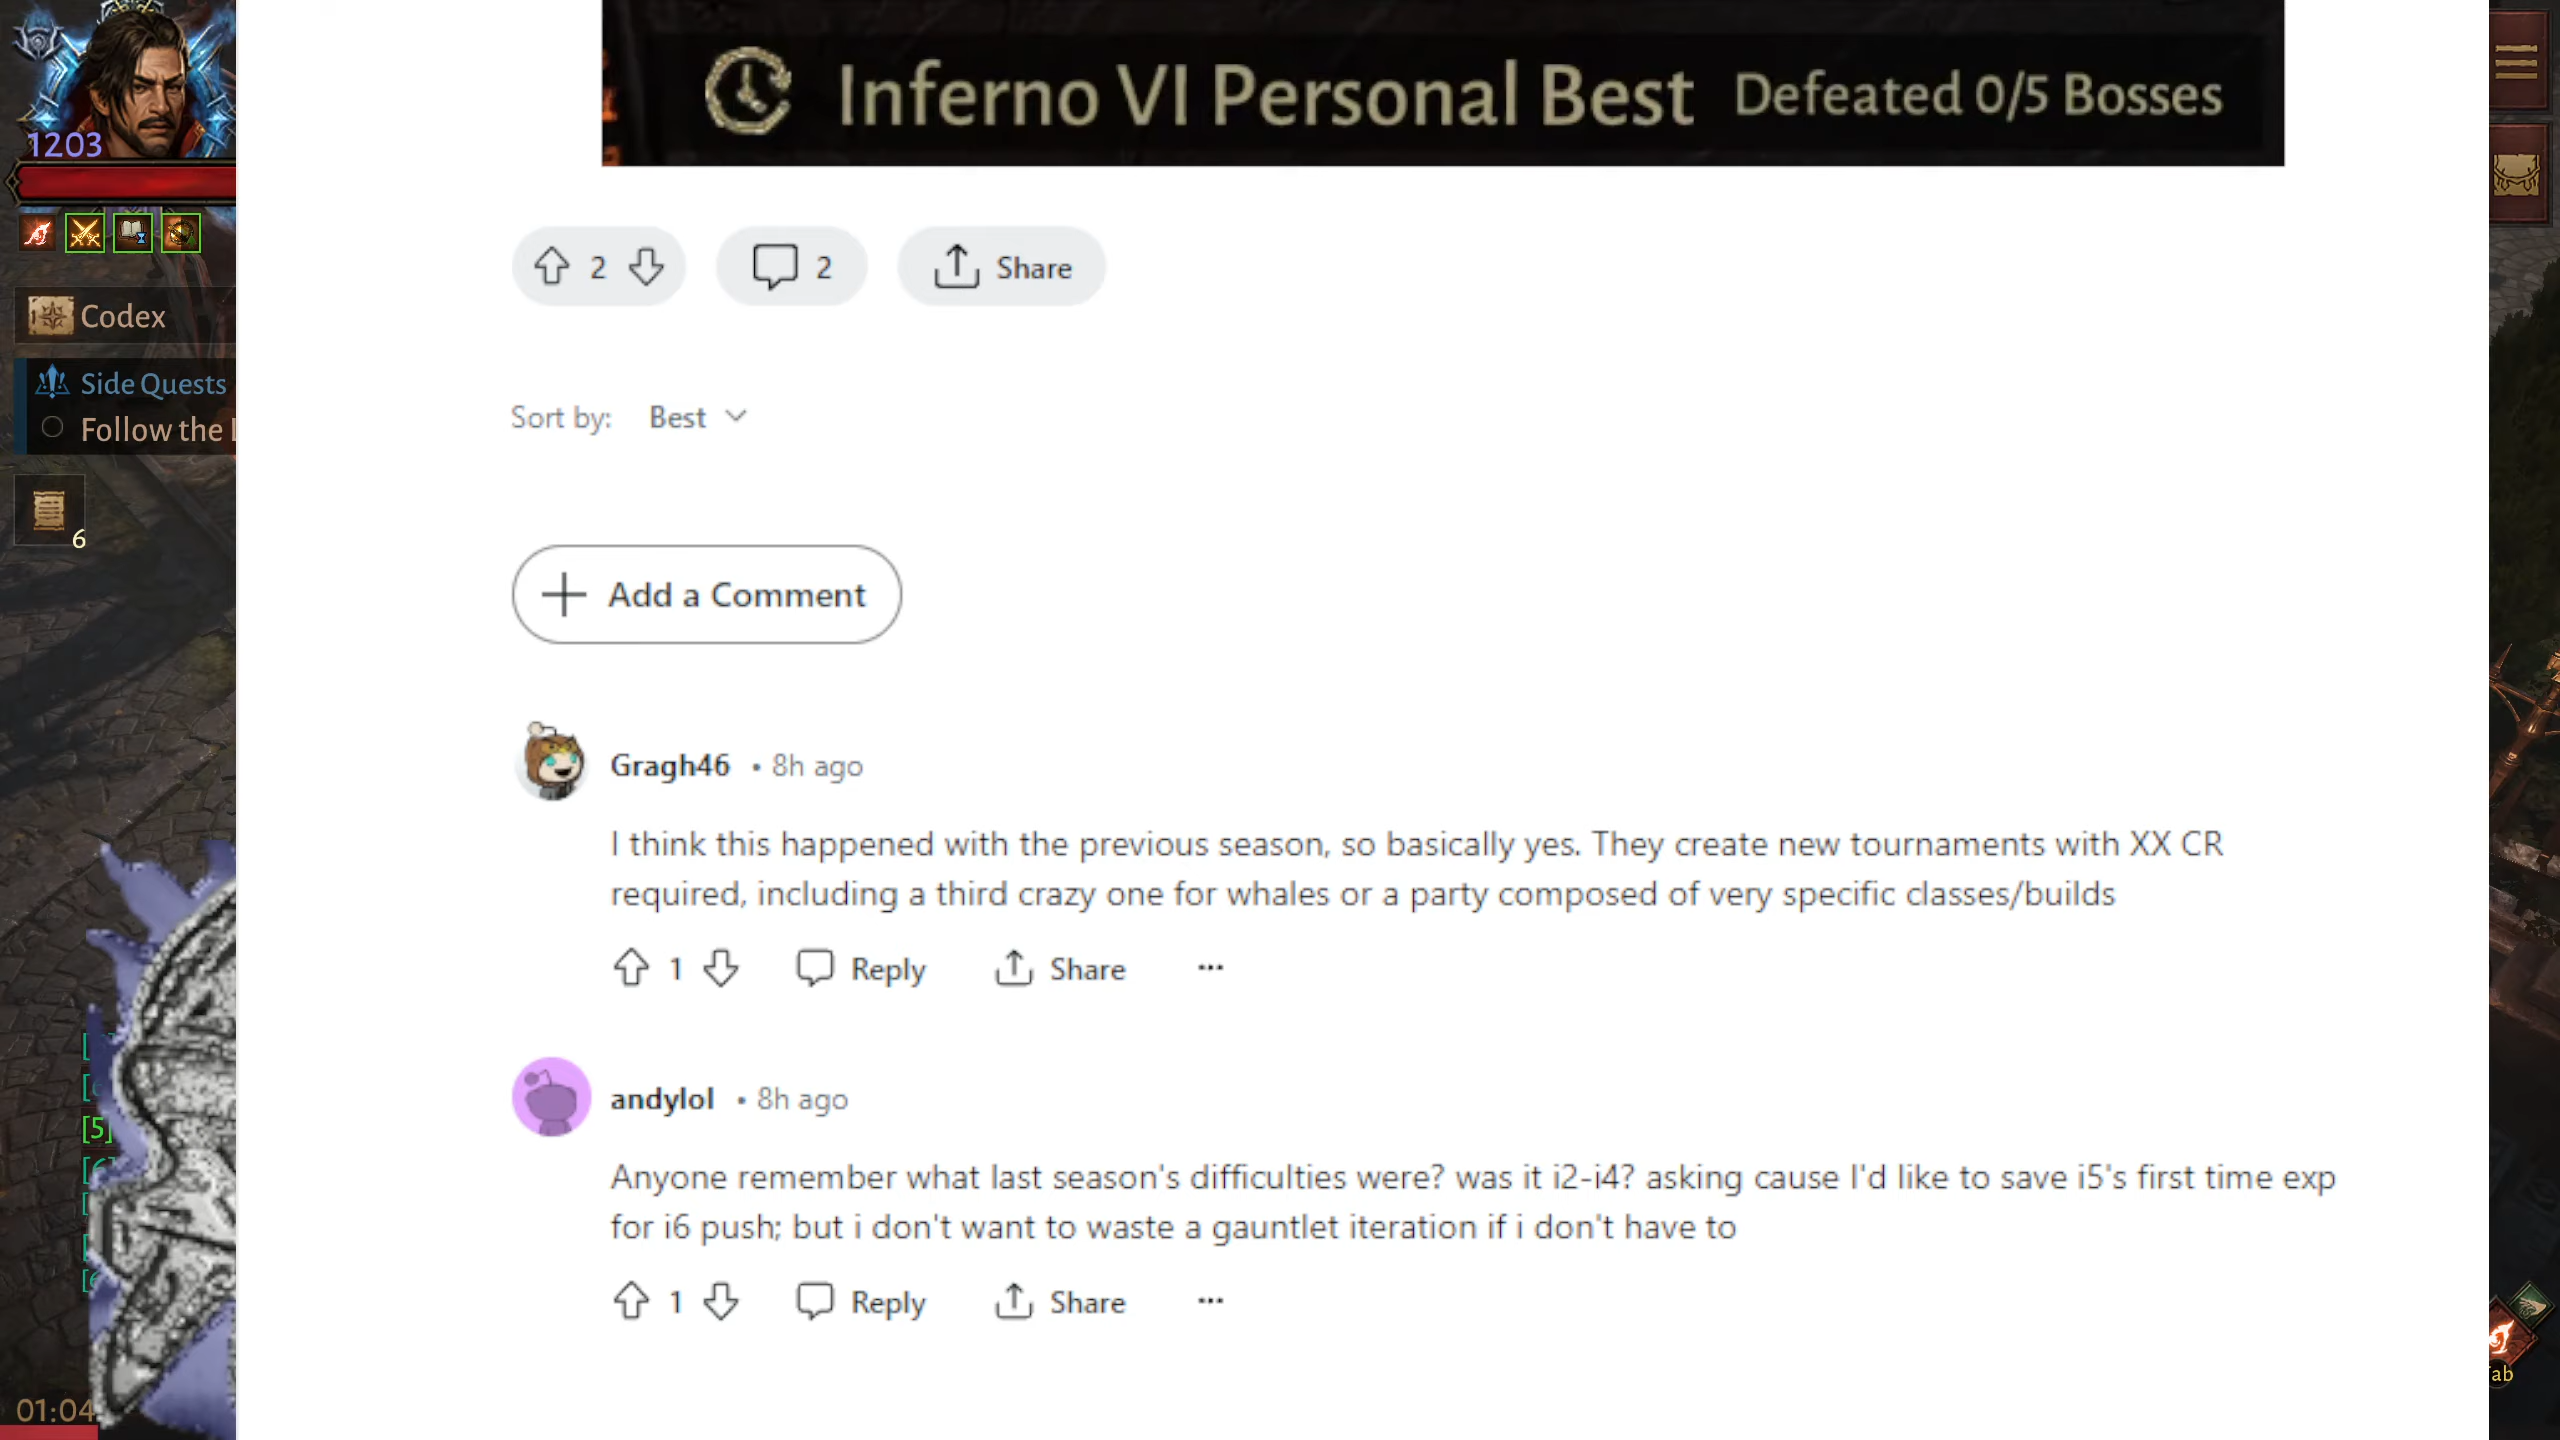 Inferno VI Personal Best Defeated 0/5 Bosses
1203
2 2 Share
Codex
Side Quests
Follow the
Sort by: Best
6
Add a Comment
Gragh46 • 8h ago
I think this happened with the previous season, so basically yes. They create new tournaments with XX CR
required, including a third crazy one for whales or a party composed of very specific classes/builds
1 Reply Share ...
andylol • 8h ago
[5]
Anyone remember what last season's difficulties were? was it i2-i4? asking cause I'd like to save i5's first time exp
for i6 push; but i don't want to waste a gauntlet iteration if i don't have to
1 Reply Share ...
ab
01:04